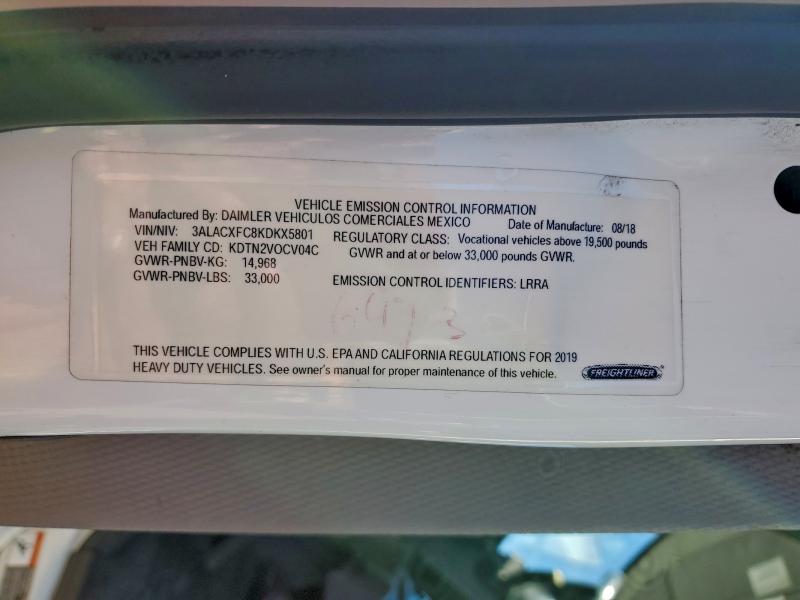 VEHICLE EMISSION CONTROL INFORMATION
Manufactured By: DAIMLER VEHICULOS COMERCIALES MEXICO Date of Manufacture: 08/18
VIN/NIV: 3ALACXFC8KDKX5801 REGULATORY CLASS: Vocational vehicles above 19,500 pounds
VEH FAMILY CD: KDTN2VOCV04C GVWR and at or below 33,000 pounds GVWR.
GVWR-PNBV-KG: 14,968
GVWR-PNBV-LBS: 33,000 EMISSION CONTROL IDENTIFIERS: LRRA
THIS VEHICLE COMPLIES WITH U.S. EPA AND CALIFORNIA REGULATIONS FOR 2019
HEAVY DUTY VEHICLES. See owner's manual for proper maintenance of this vehicle.
FREIGHTLINER